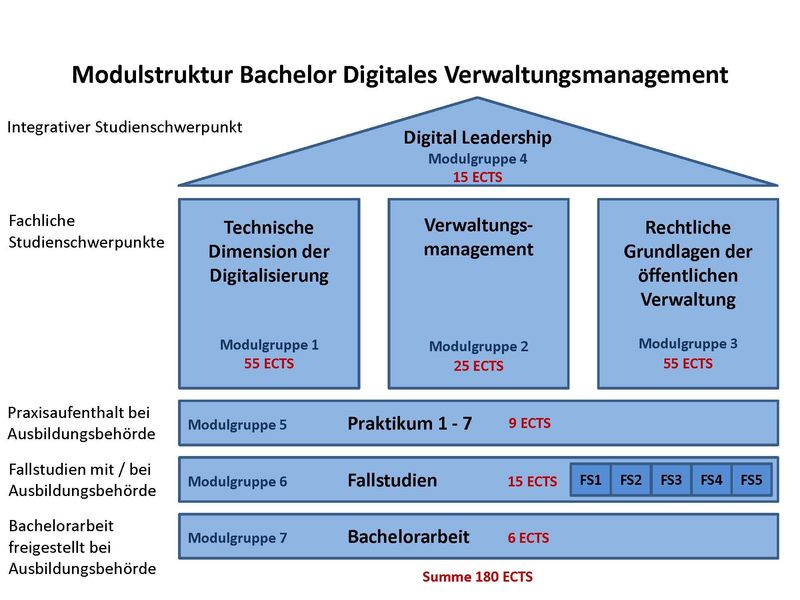 Modulstruktur Bachelor Digitales Verwaltungsmanagement
Integrativer Studienschwerpunkt
Digital Leadership
Modulgruppe 4
15 ECTS
Fachliche
Studienschwerpunkte
Technische
Dimension der
Digitalisierung
Modulgruppe 1
55 ECTS
Verwaltungs-
management
Modulgruppe 2
25 ECTS
Rechtliche
Grundlagen der
öffentlichen
Verwaltung
Modulgruppe 3
55 ECTS
Praxisaufenthalt bei
Ausbildungsbehörde
Modulgruppe 5 Praktikum 1 - 7 9 ECTS
Fallstudien mit / bei
Ausbildungsbehörde
Modulgruppe 6 Fallstudien 15 ECTS FS1 FS2 FS3 FS4 FS5
Bachelorarbeit
freigestellt bei
Ausbildungsbehörde
Modulgruppe 7 Bachelorarbeit 6 ECTS
Summe 180 ECTS